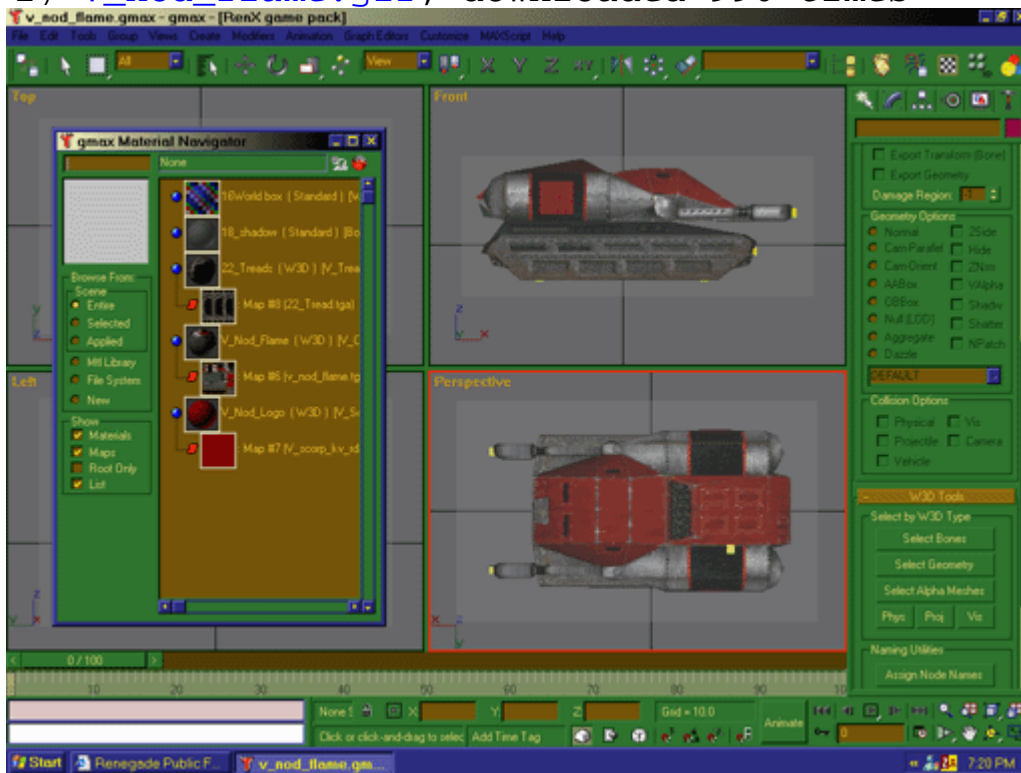 v_nod_flame.gmax - gmax - [RenX game pack]
File Edit Tools Group Views Create Modifiers Animation Graph Editors Customize MAXScript Help
All
View
X Y Z XY
Top
Front
gmax Material Navigator
None
16World box ( Standard ) [W
18_shadow ( Standard ) [Bo
22_Treads ( W3D ) [V_Trea
Map #8 (22_Tread.tga)
V_Nod_Flame ( W3D ) [V_C
Map #6 (v_nod_flame.tg
V_Nod_Logo ( W3D ) [V_Se
Browse From:
Scene
Entire
Selected
Applied
Mtl Library
File System
New
Show
Materials
Maps
Root Only
List
Left
Perspective
Export Transform (Bone)
Export Geometry
Damage Region:
Geometry Options
Normal 2Side
Cam-Parallel Hide
Cam-Orient ZNrm
AABox VAlpha
OBBox Shadw
Null (LOD) Shatter
Aggregate NPatch
Dazzle
DEFAULT
Collision Options
Physical Vis
Projectile Camera
Vehicle
W3D Tools
Select by W3D Type
Select Bones
Select Geometry
Select Alpha Meshes
Phys Proj Vis
Naming Utilities
Assign Node Names
0 / 100
10 20 30 40 50 60 70 80 90 10
None S X Y Z Grid = 10.0
Animate
0
Click or click-and-drag to selec Add Time Tag
Start Renegade Public F... v_nod_flame.gm... 7:20 PM